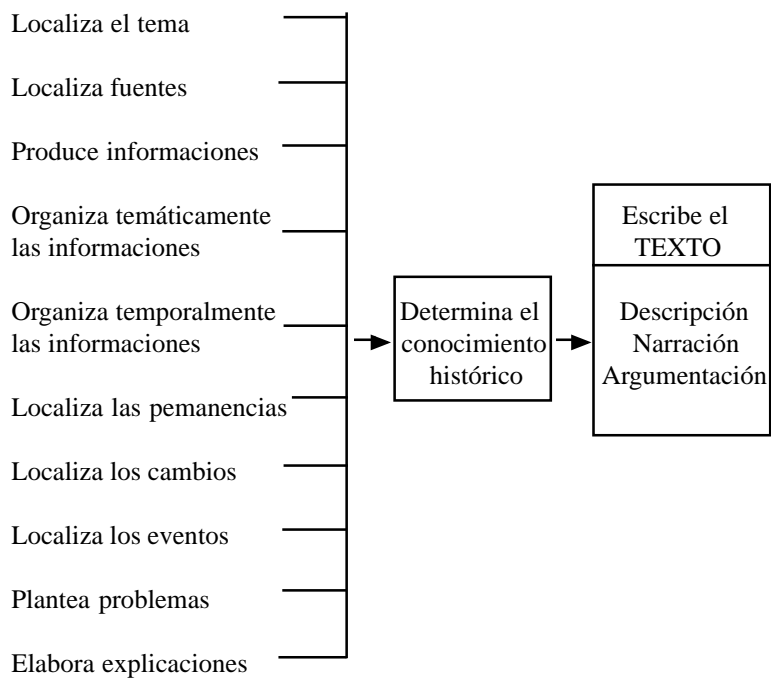 Localiza el tema
Localiza fuentes
Produce informaciones
Organiza temáticamente
las informaciones
Organiza temporalmente
las informaciones
Localiza las pemanencias
Localiza los cambios
Localiza los eventos
Plantea problemas
Elabora explicaciones
Determina el
conocimiento
histórico
Escribe el
TEXTO
Descripción
Narración
Argumentación